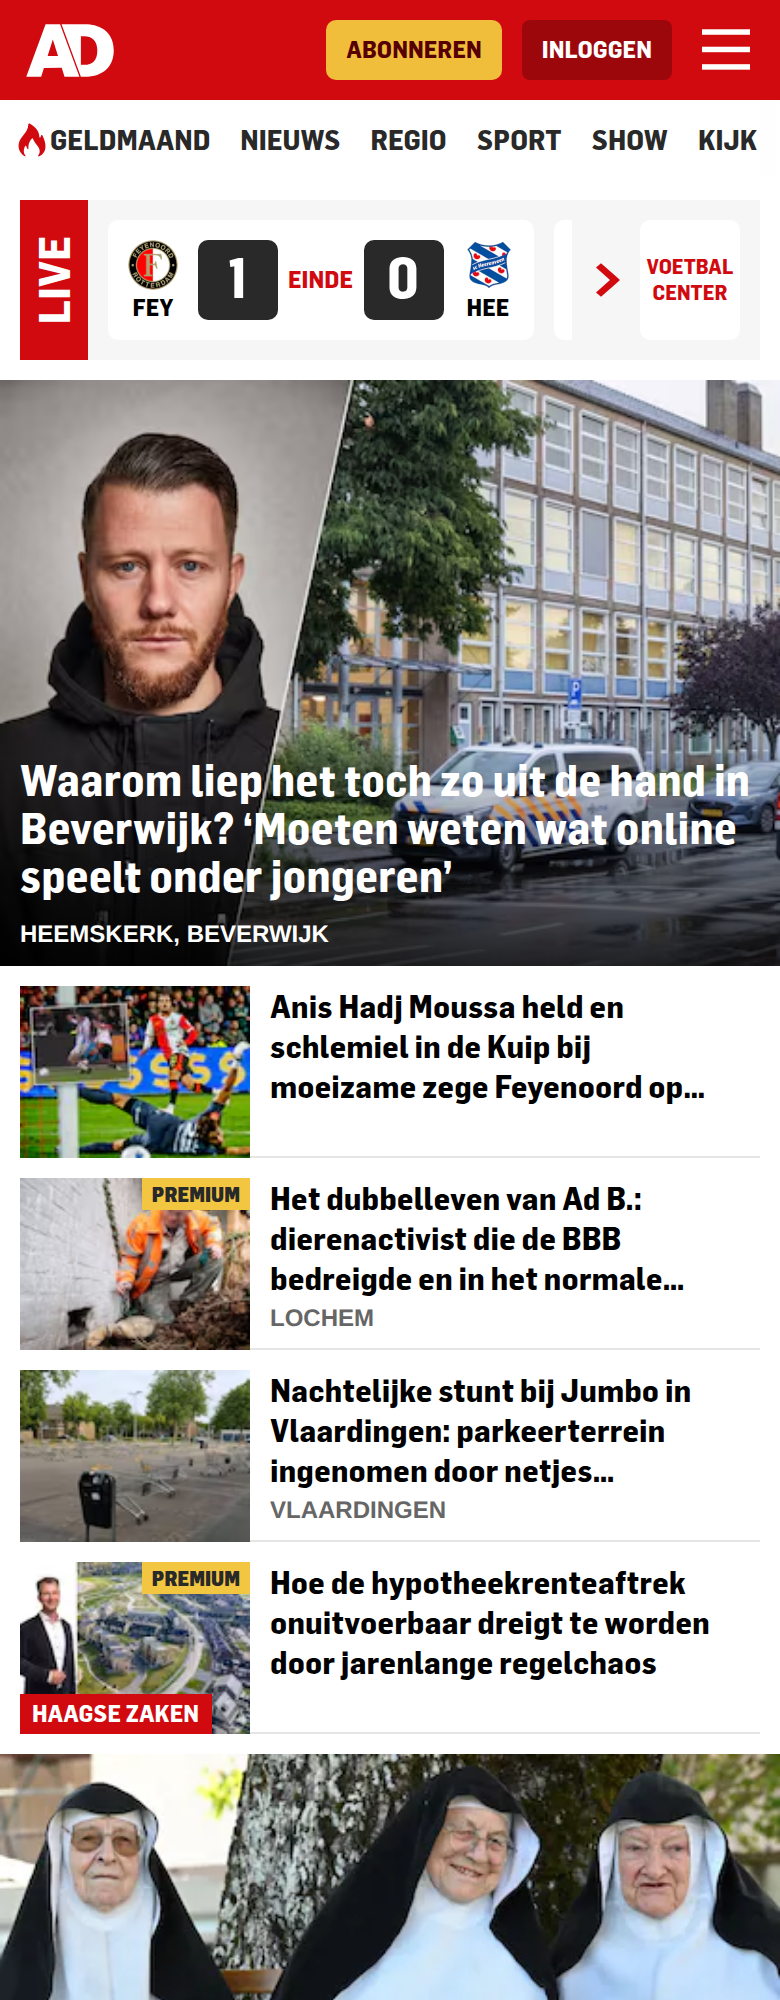 AD
ABONNEREN
INLOGGEN
GELDMAAND NIEUWS REGIO SPORT SHOW KIJK
LIVE
FEY
1
EINDE
0
HEE
VOETBAL
CENTER
Waarom liep het toch zo uit de hand in
Beverwijk? ‘Moeten weten wat online
speelt onder jongeren’
HEEMSKERK, BEVERWIJK
Anis Hadj Moussa held en
schlemiel in de Kuip bij
moeizame zege Feyenoord op...
PREMIUM
Het dubbelleven van Ad B.:
dierenactivist die de BBB
bedreigde en in het normale...
LOCHEM
Nachtelijke stunt bij Jumbo in
Vlaardingen: parkeerterrein
ingenomen door netjes...
VLAARDINGEN
PREMIUM
HAAGSE ZAKEN
Hoe de hypotheekrenteaftrek
onuitvoerbaar dreigt te worden
door jarenlange regelchaos